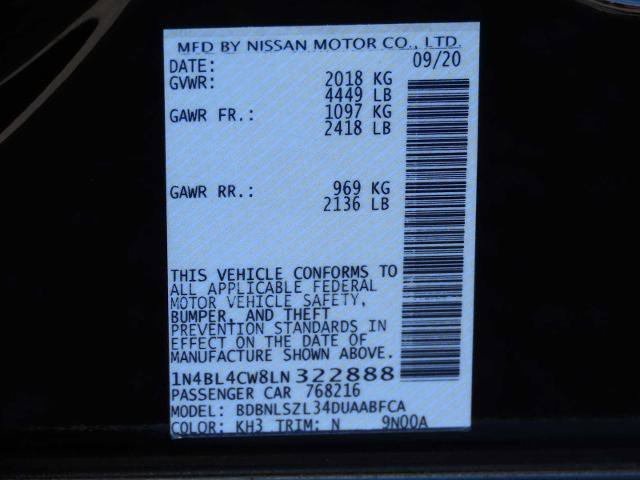 MFD BY NISSAN MOTOR CO., LTD.
DATE: 09/20
GVWR: 2018 KG
4449 LB
GAWR FR.: 1097 KG
2418 LB
GAWR RR.: 969 KG
2136 LB
THIS VEHICLE CONFORMS TO
ALL APPLICABLE FEDERAL
MOTOR VEHICLE SAFETY,
BUMPER, AND THEFT
PREVENTION STANDARDS IN
EFFECT ON THE DATE OF
MANUFACTURE SHOWN ABOVE.
1N4BL4CW8LN322888
PASSENGER CAR 768216
MODEL: BDBNLSZL34DUAABFCA
COLOR: KH3 TRIM: N 9N00A